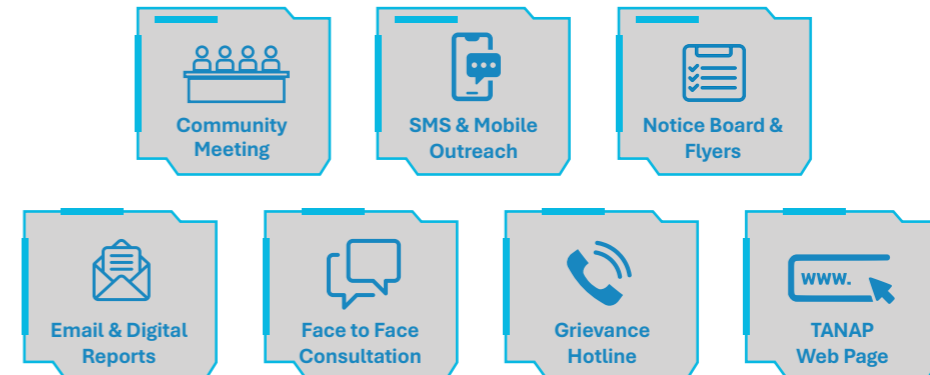 Community
Meeting
SMS & Mobile
Outreach
Notice Board &
Flyers
Email & Digital
Reports
Face to Face
Consultation
Grievance
Hotline
www.
TANAP
Web Page